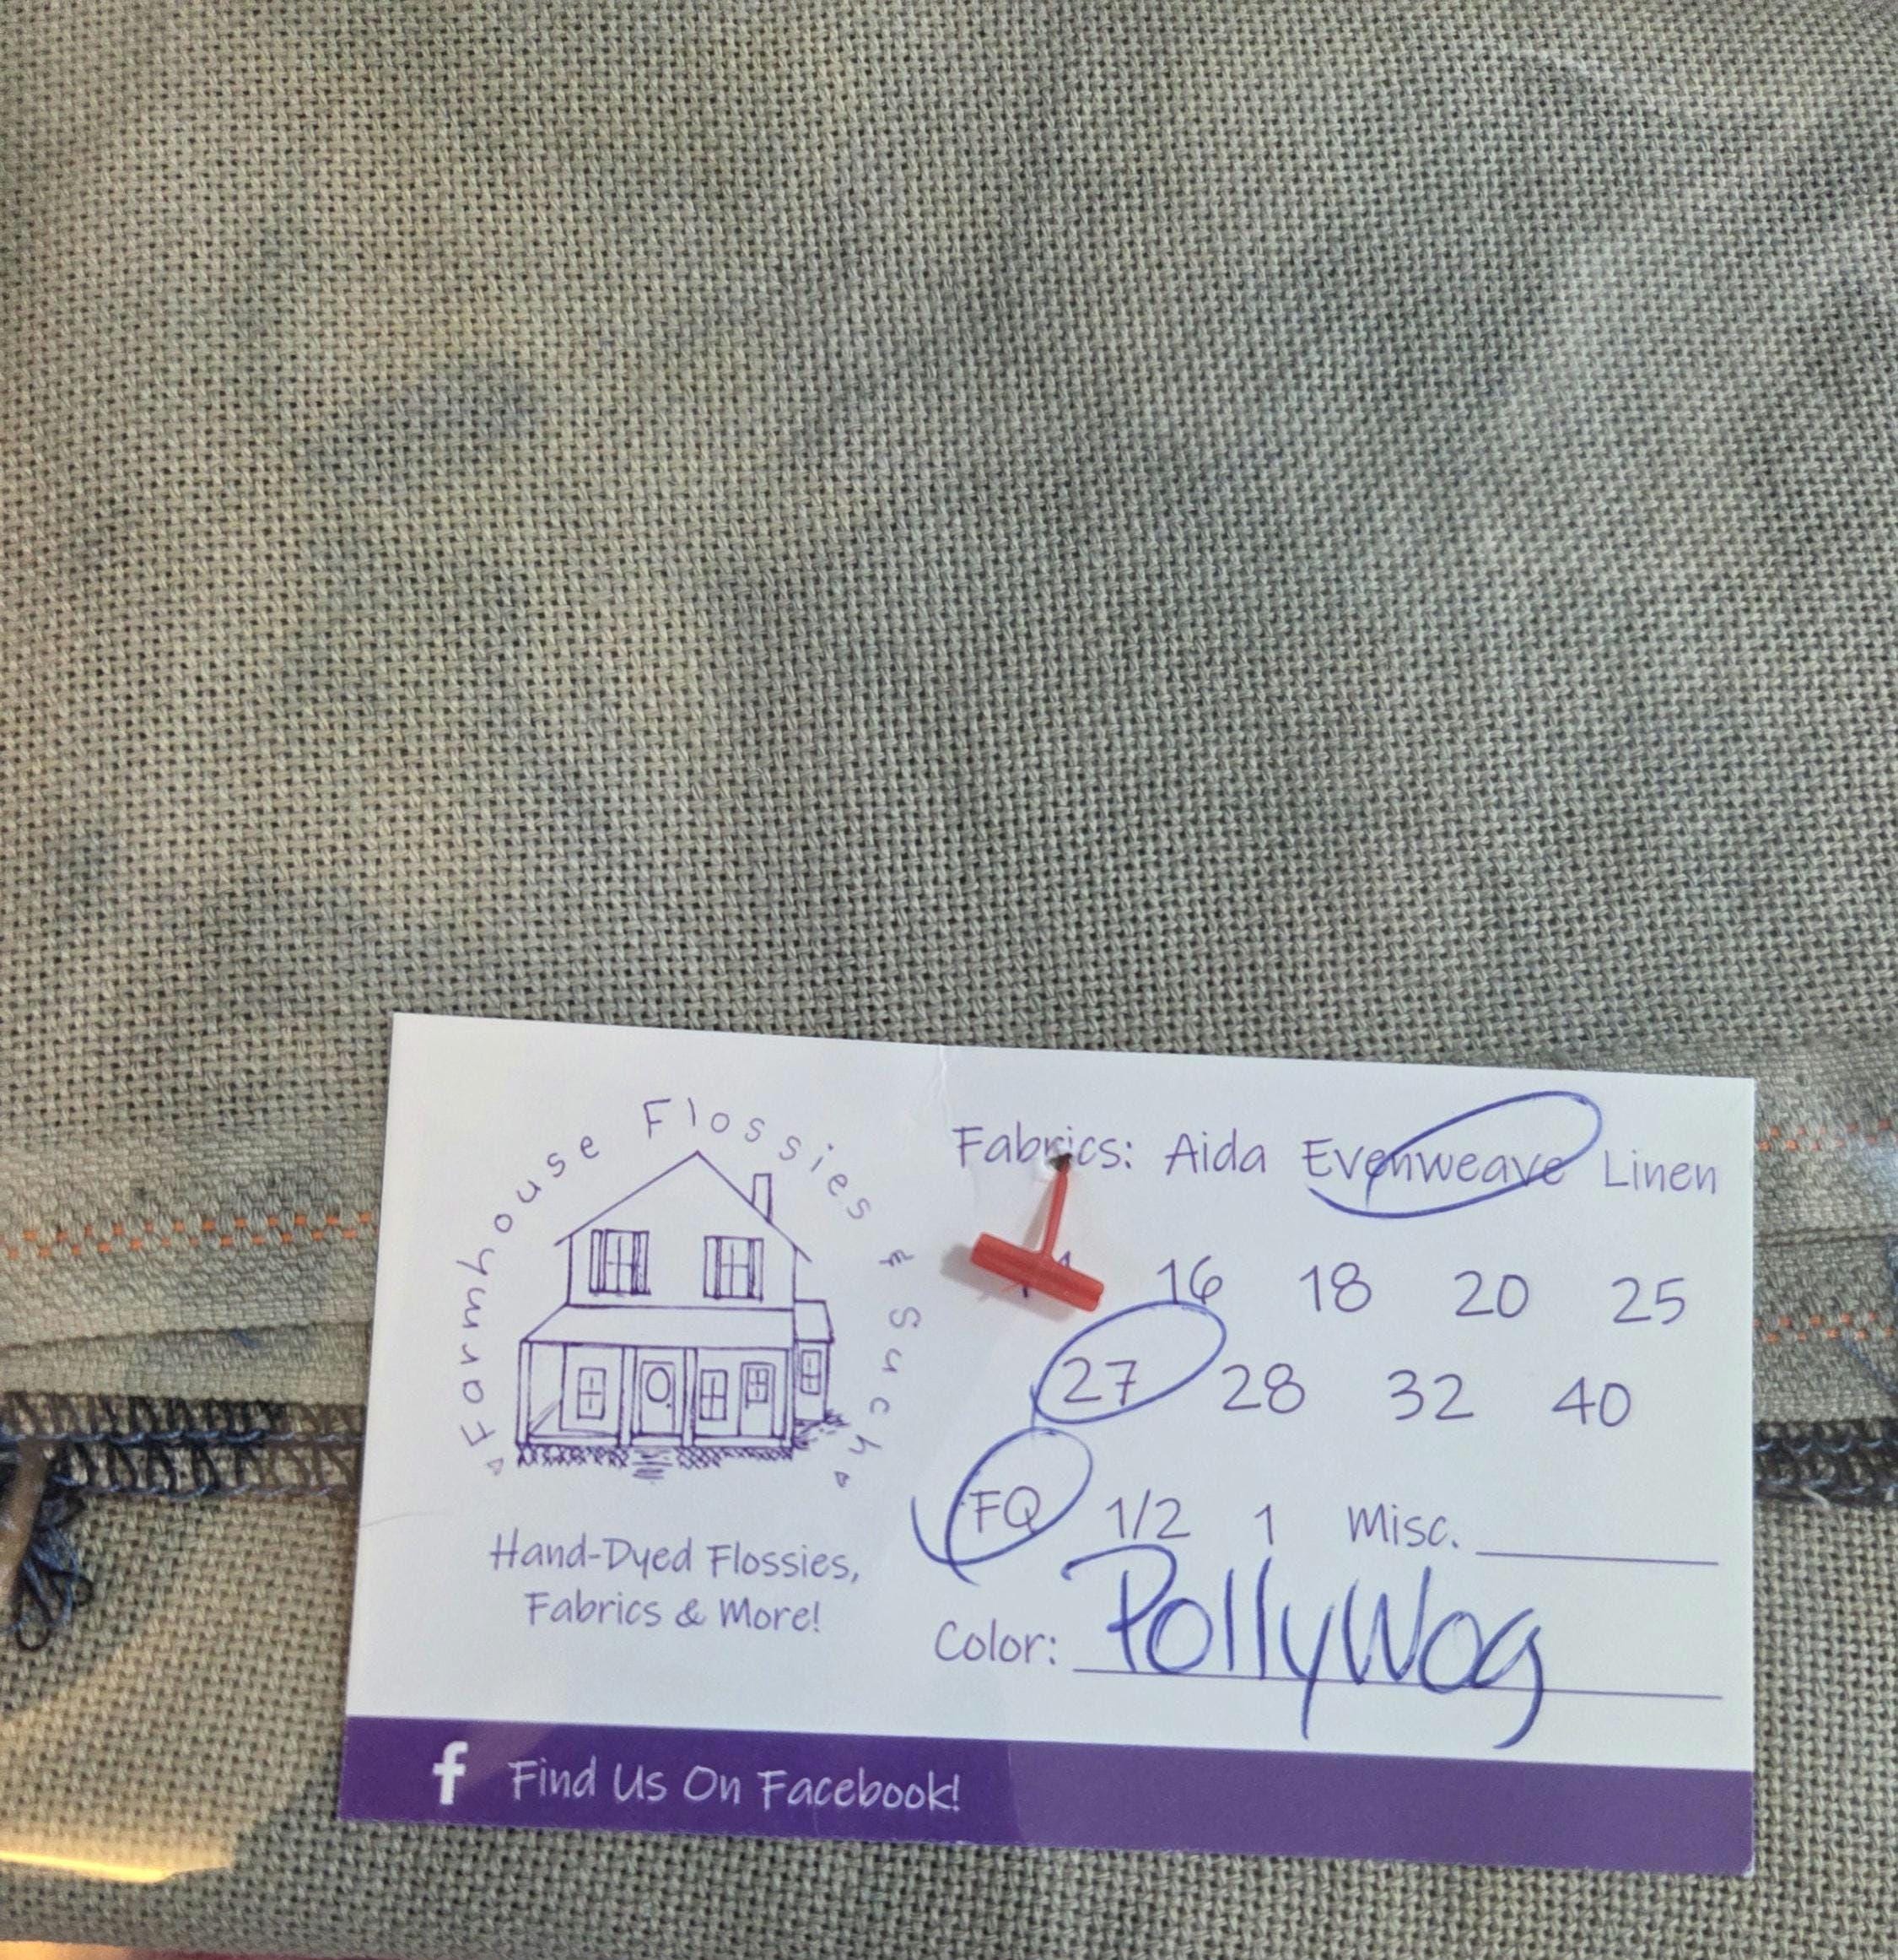 Farmhouse Flossies & Such
Hand-Dyed Flossies,
Fabrics & More!
Fabrics: Aida Evenweave Linen
16 18 20 25
27 28 32 40
FQ 1/2 1 Misc.
Color: PollyWog
f Find Us On Facebook!